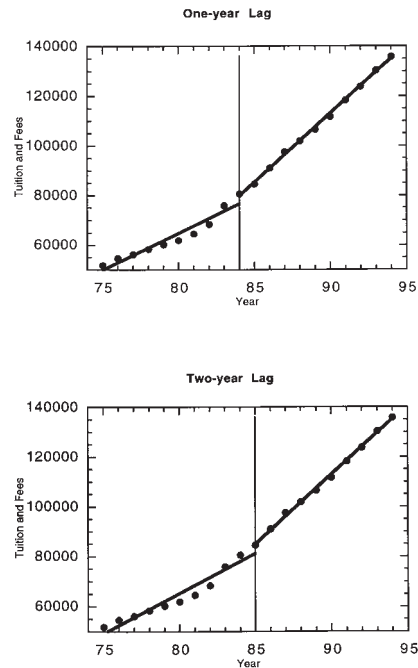 One-year Lag
140000
120000
100000
80000
60000
Tuition and Fees
75 80 85 90 95
Year
Two-year Lag
140000
120000
100000
80000
60000
Tuition and Fees
75 80 85 90 95
Year